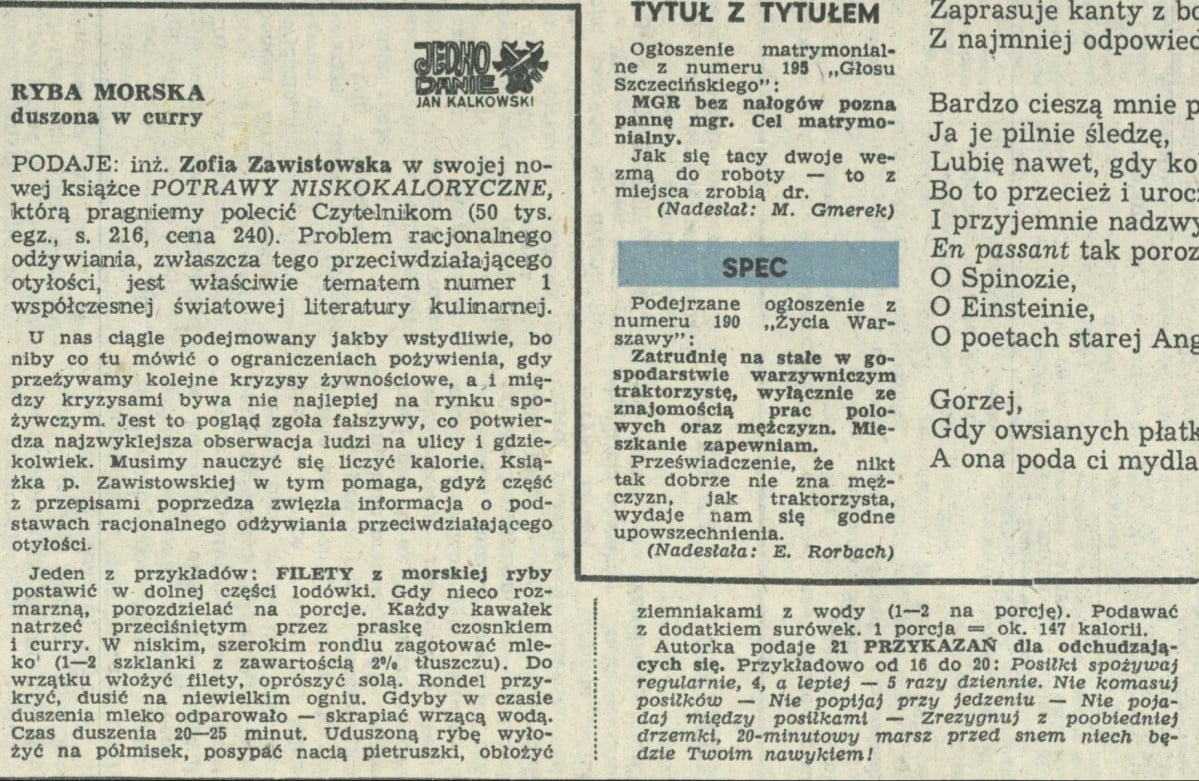 JEDNO
DANIE
JAN KALKOWSKI
RYBA MORSKA
duszona w curry
PODAJE: inż. Zofia Zawistowska w swojej no-
wej książce POTRAWY NISKOKALORYCZNE,
którą pragniemy polecić Czytelnikom (50 tys.
egz., s. 216, cena 240). Problem racjonalnego
odżywiania, zwłaszcza tego przeciwdziałającego
otyłości, jest właściwie tematem numer 1
współczesnej światowej literatury kulinarnej.
U nas ciągle podejmowany jakby wstydliwie, bo
niby co tu mówić o ograniczeniach pożywienia, gdy
przeżywamy kolejne kryzysy żywnościowe, a i mię-
dzy kryzysami bywa nie najlepiej na rynku spo-
żywczym. Jest to pogląd zgoła fałszywy, co potwier-
dza najzwyklejsza obserwacja ludzi na ulicy i gdzie-
kolwiek. Musimy nauczyć się liczyć kalorie. Ksią-
żka p. Zawistowskiej w tym pomaga, gdyż część
z przepisami poprzedza zwięzła informacja o pod-
stawach racjonalnego odżywiania przeciwdziałającego
otyłości.
Jeden z przykładów: FILETY z morskiej ryby
postawić w dolnej części lodówki. Gdy nieco roz-
marzną, porozdzielać na porcje. Każdy kawałek
natrzeć przeciśniętym przez praskę czosnkiem
i curry. W niskim, szerokim rondlu zagotować mle-
ko (1—2 szklanki z zawartością 2% tłuszczu). Do
wrzątku włożyć filety, oprószyć solą. Rondel przy-
kryć, dusić na niewielkim ogniu. Gdyby w czasie
duszenia mleko odparowało — skrapiać wrzącą wodą.
Czas duszenia 20—25 minut. Uduszoną rybę wyło-
żyć na półmisek, posypać nacią pietruszki, obłożyć
ziemniakami z wody (1—2 na porcję). Podawać
z dodatkiem surówek. 1 porcja = ok. 147 kalorii.
Autorka podaje 21 PRZYKAZAŃ dla odchudzają-
cych się. Przykładowo od 16 do 20: Posiłki spożywaj
regularnie, 4, a lepiej — 5 razy dziennie. Nie komasuj
posiłków — Nie popijaj przy jedzeniu — Nie poja-
daj między posiłkami — Zrezygnuj z poobiedniej
drzemki, 20-minutowy marsz przed snem niech bę-
dzie Twoim nawykiem!
TYTUŁ Z TYTUŁEM
Ogłoszenie matrymonial-
ne z numeru 195 „Głosu
Szczecińskiego":
MGR bez nałogów pozna
pannę mgr. Cel matrymo-
nialny.
Jak się tacy dwoje we-
zmą do roboty — to z
miejsca zrobią dr.
(Nadesłał: M. Gmerek)
SPEC
Podejrzane ogłoszenie z
numeru 190 „Życia War-
szawy":
Zatrudnię na stałe w go-
spodarstwie warzywniczym
traktorzystę, wyłącznie ze
znajomością prac polo-
wych oraz mężczyzn. Mie-
szkanie zapewniam.
Przeświadczenie, że nikt
tak dobrze nie zna męż-
czyzn, jak traktorzysta,
wydaje nam się godne
upowszechnienia.
(Nadesłała: E. Rorbach)
Zaprasuje kanty z bo
Z najmniej odpowied
Bardzo cieszą mnie p
Ja je pilnie śledzę,
Lubię nawet, gdy ko
Bo to przecież i urocz
I przyjemnie nadzwy
En passant tak poroz
O Spinozie,
O Einsteinie,
O poetach starej Ang
Gorzej,
Gdy owsianych płatk
A ona poda ci mydla